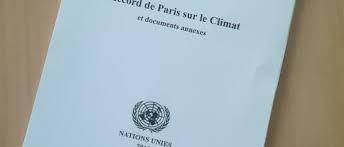 ccord de Paris sur le Climat
et documents annexes
NATIONS UNIES